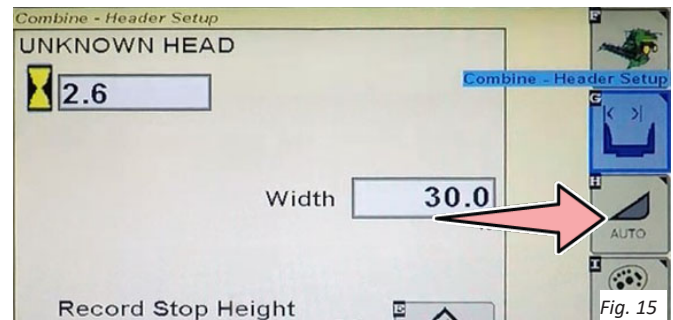 Combine - Header Setup
UNKNOWN HEAD
2.6
Width 30.0
Record Stop Height
E
F
Combine - Header Setup
G
H
AUTO
I
Fig. 15